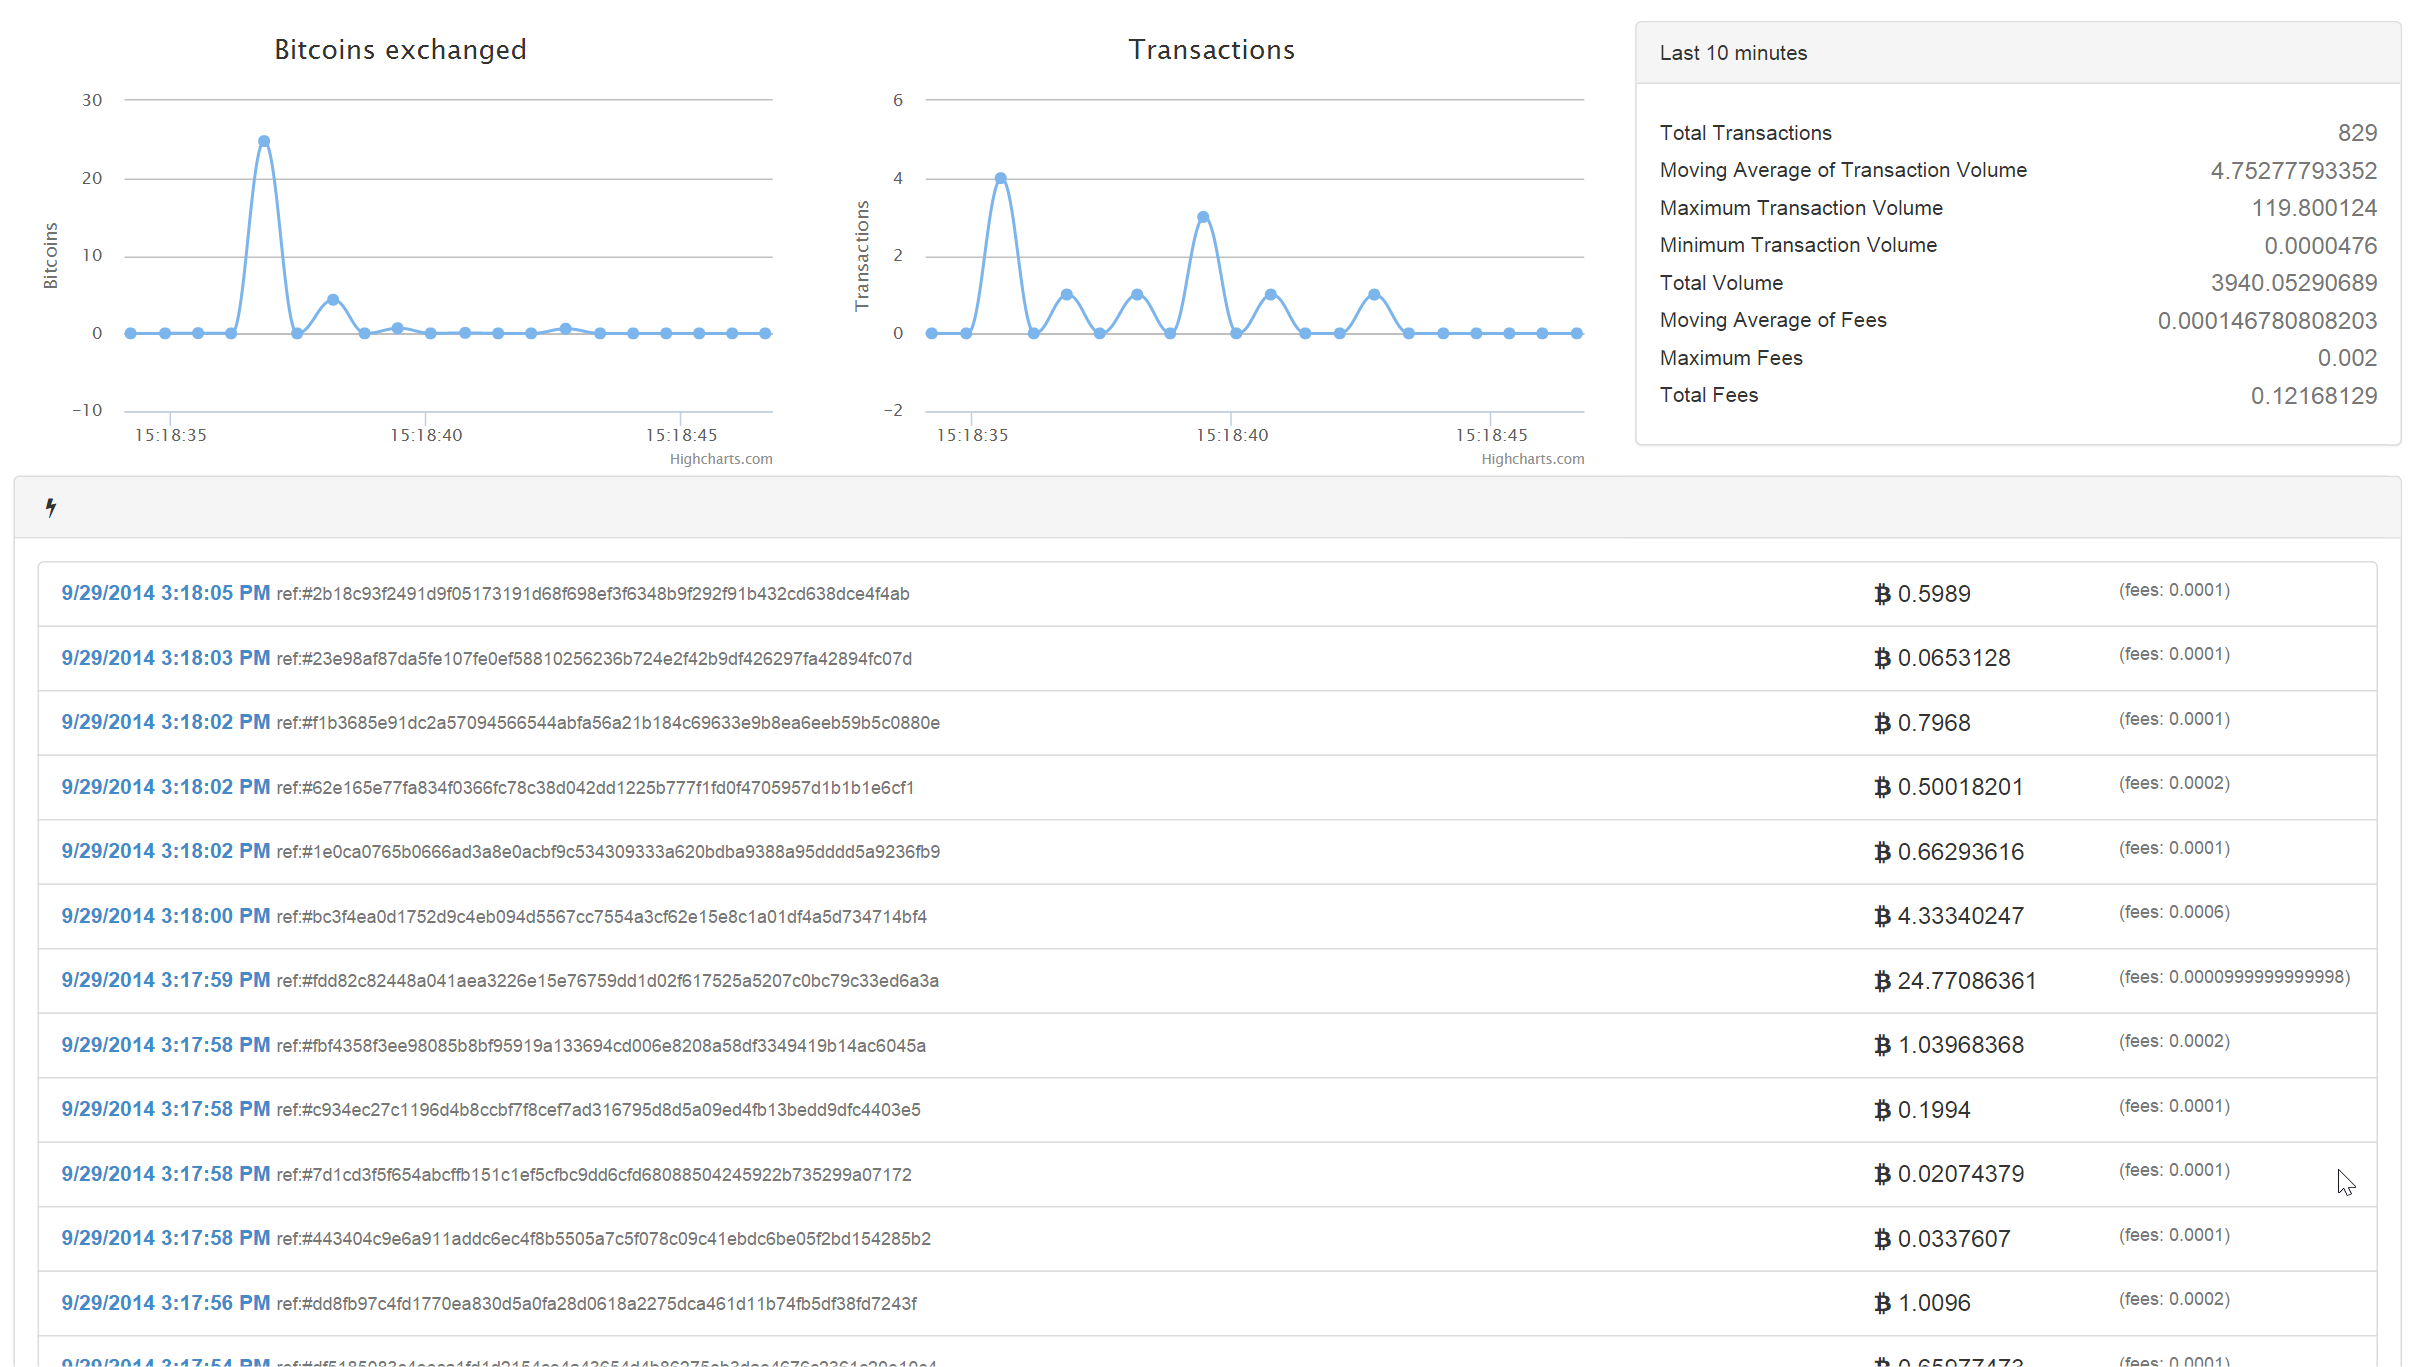 Bitcoins exchanged
30
20
10
0
-10
Bitcoins
15:18:35 15:18:40 15:18:45
Highcharts.com
Transactions
6
4
2
0
-2
Transactions
15:18:35 15:18:40 15:18:45
Highcharts.com
Last 10 minutes
Total Transactions 829
Moving Average of Transaction Volume 4.75277793352
Maximum Transaction Volume 119.800124
Minimum Transaction Volume 0.0000476
Total Volume 3940.05290689
Moving Average of Fees 0.000146780808203
Maximum Fees 0.002
Total Fees 0.12168129
9/29/2014 3:18:05 PM ref:#2b18c93f2491d9f05173191d68f698ef3f6348b9f292f91b432cd638dce4f4ab ₿ 0.5989 (fees: 0.0001)
9/29/2014 3:18:03 PM ref:#23e98af87da5fe107fe0ef58810256236b724e2f42b9df426297fa42894fc07d ₿ 0.0653128 (fees: 0.0001)
9/29/2014 3:18:02 PM ref:#f1b3685e91dc2a57094566544abfa56a21b184c69633e9b8ea6eeb59b5c0880e ₿ 0.7968 (fees: 0.0001)
9/29/2014 3:18:02 PM ref:#62e165e77fa834f0366fc78c38d042dd1225b777f1fd0f4705957d1b1b1e6cf1 ₿ 0.50018201 (fees: 0.0002)
9/29/2014 3:18:02 PM ref:#1e0ca0765b0666ad3a8e0acbf9c534309333a620bdba9388a95dddd5a9236fb9 ₿ 0.66293616 (fees: 0.0001)
9/29/2014 3:18:00 PM ref:#bc3f4ea0d1752d9c4eb094d5567cc7554a3cf62e15e8c1a01df4a5d734714bf4 ₿ 4.33340247 (fees: 0.0006)
9/29/2014 3:17:59 PM ref:#fdd82c82448a041aea3226e15e76759dd1d02f617525a5207c0bc79c33ed6a3a ₿ 24.77086361 (fees: 0.0000999999999998)
9/29/2014 3:17:58 PM ref:#fbf4358f3ee98085b8bf95919a133694cd006e8208a58df3349419b14ac6045a ₿ 1.03968368 (fees: 0.0002)
9/29/2014 3:17:58 PM ref:#c934ec27c1196d4b8ccbf7f8cef7ad316795d8d5a09ed4fb13bedd9dfc4403e5 ₿ 0.1994 (fees: 0.0001)
9/29/2014 3:17:58 PM ref:#7d1cd3f5f654abcffb151c1ef5cfbc9dd6cfd68088504245922b735299a07172 ₿ 0.02074379 (fees: 0.0001)
9/29/2014 3:17:58 PM ref:#443404c9e6a911addc6ec4f8b5505a7c5f078c09c41ebdc6be05f2bd154285b2 ₿ 0.0337607 (fees: 0.0001)
9/29/2014 3:17:56 PM ref:#dd8fb97c4fd1770ea830d5a0fa28d0618a2275dca461d11b74fb5df38fd7243f ₿ 1.0096 (fees: 0.0002)
9/29/2014 3:17:54 PM